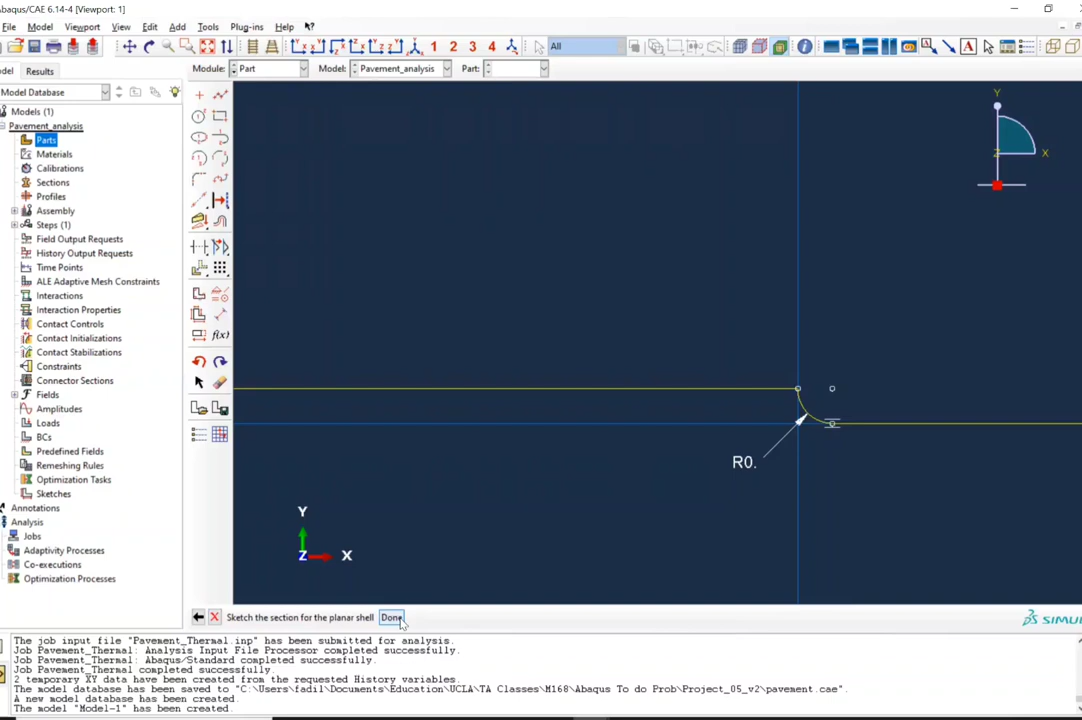 Abaqus/CAE 6.14-4 [Viewport: 1]
File Model Viewport View Edit Add Tools Plug-ins Help
1 2 3 4 All
Results Module: Part Model: Pavement_analysis Part:
Model Database
Models (1)
Pavement_analysis
Parts
Materials
Calibrations
Sections
Profiles
Assembly
Steps (1)
Field Output Requests
History Output Requests
Time Points
ALE Adaptive Mesh Constraints
Interactions
Interaction Properties
Contact Controls
Contact Initializations
Contact Stabilizations
Constraints
Connector Sections
Fields
Amplitudes
Loads
BCs
Predefined Fields
Remeshing Rules
Optimization Tasks
Sketches
Annotations
Analysis
Jobs
Adaptivity Processes
Co-executions
Optimization Processes
f(x)
Y
Z X
R0.
Y
Z X
Sketch the section for the planar shell Done
The job input file "Pavement_Thermal.inp" has been submitted for analysis.
Job Pavement_Thermal: Analysis Input File Processor completed successfully.
Job Pavement_Thermal: Abaqus/Standard completed successfully.
Job Pavement_Thermal completed successfully.
2 temporary XY data have been created from the requested History variables.
The model database has been saved to "C:\Users\fadil\Documents\Education\UCLA\TA Classes\M168\Abaqus To do Prob\Project_05_v2\pavement.cae".
A new model database has been created.
The model "Model-1" has been created.